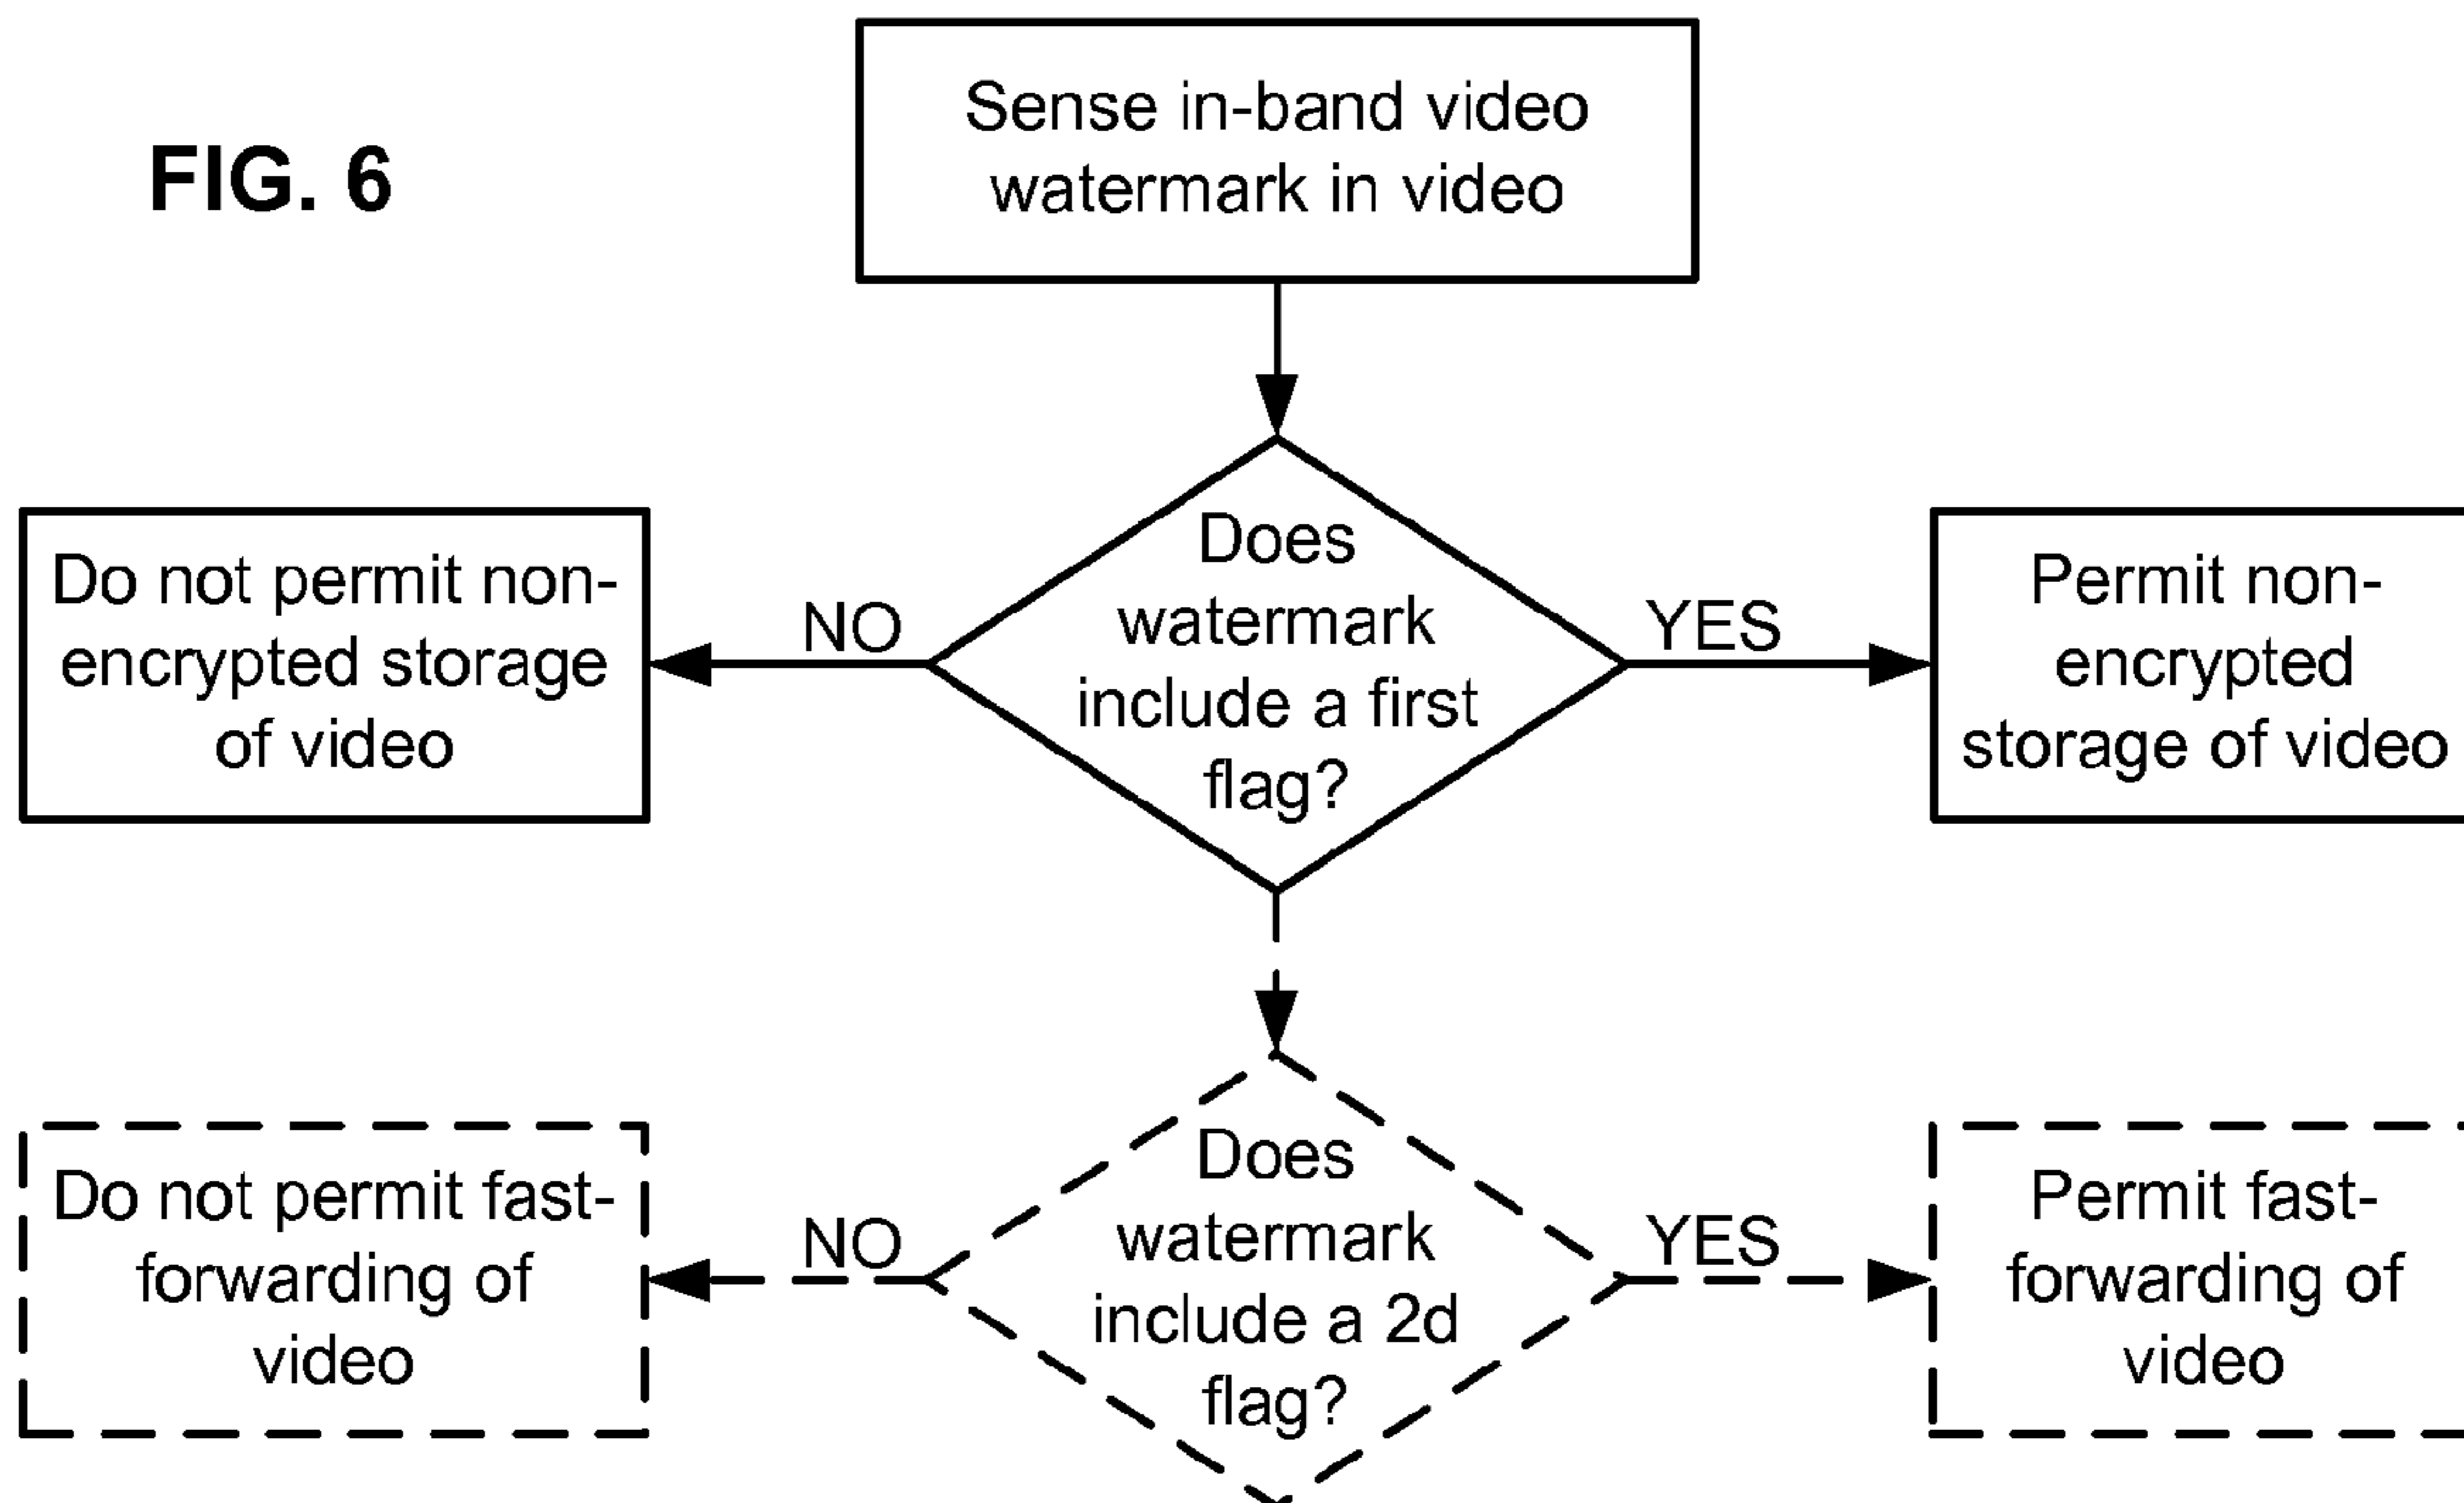 FIG. 6
Sense in-band video
watermark in video
Does
watermark
include a first
flag?
NO
YES
Do not permit non-
encrypted storage
of video
Permit non-
encrypted
storage of video
Does
watermark
include a 2d
flag?
NO
YES
Do not permit fast-
forwarding of
video
Permit fast-
forwarding of
video